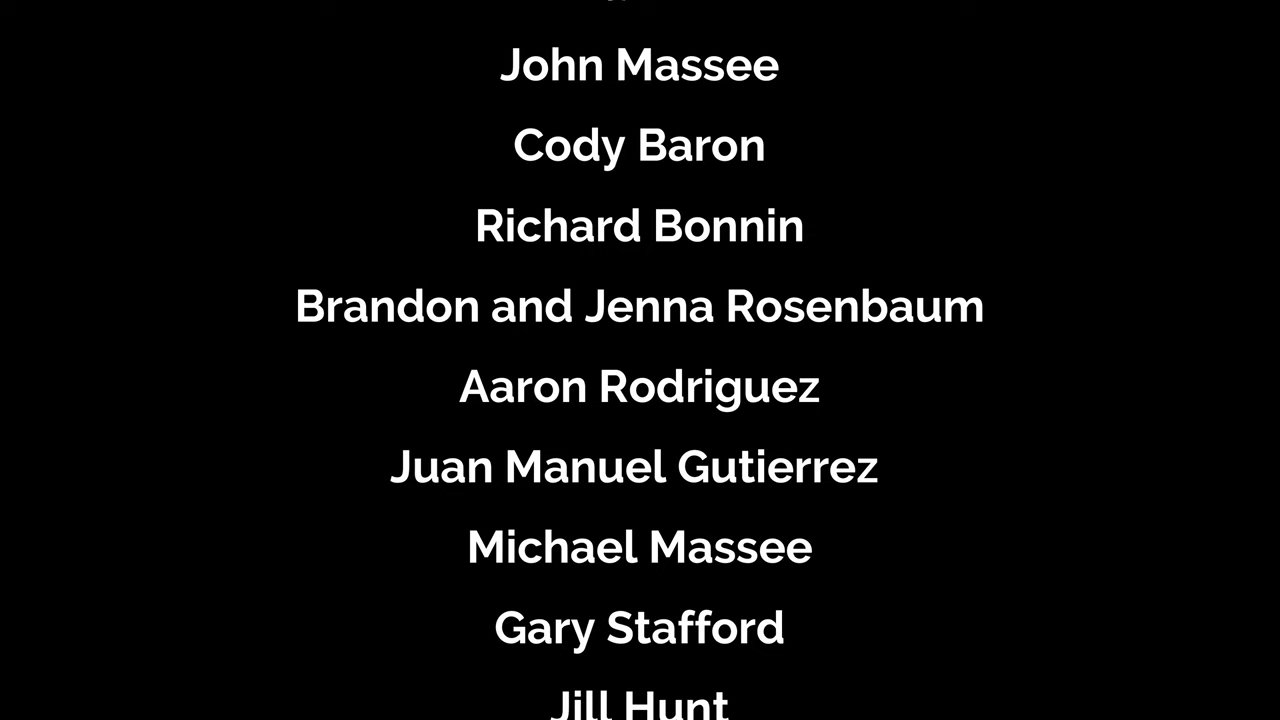 John Massee
Cody Baron
Richard Bonnin
Brandon and Jenna Rosenbaum
Aaron Rodriguez
Juan Manuel Gutierrez
Michael Massee
Gary Stafford
Jill Hunt